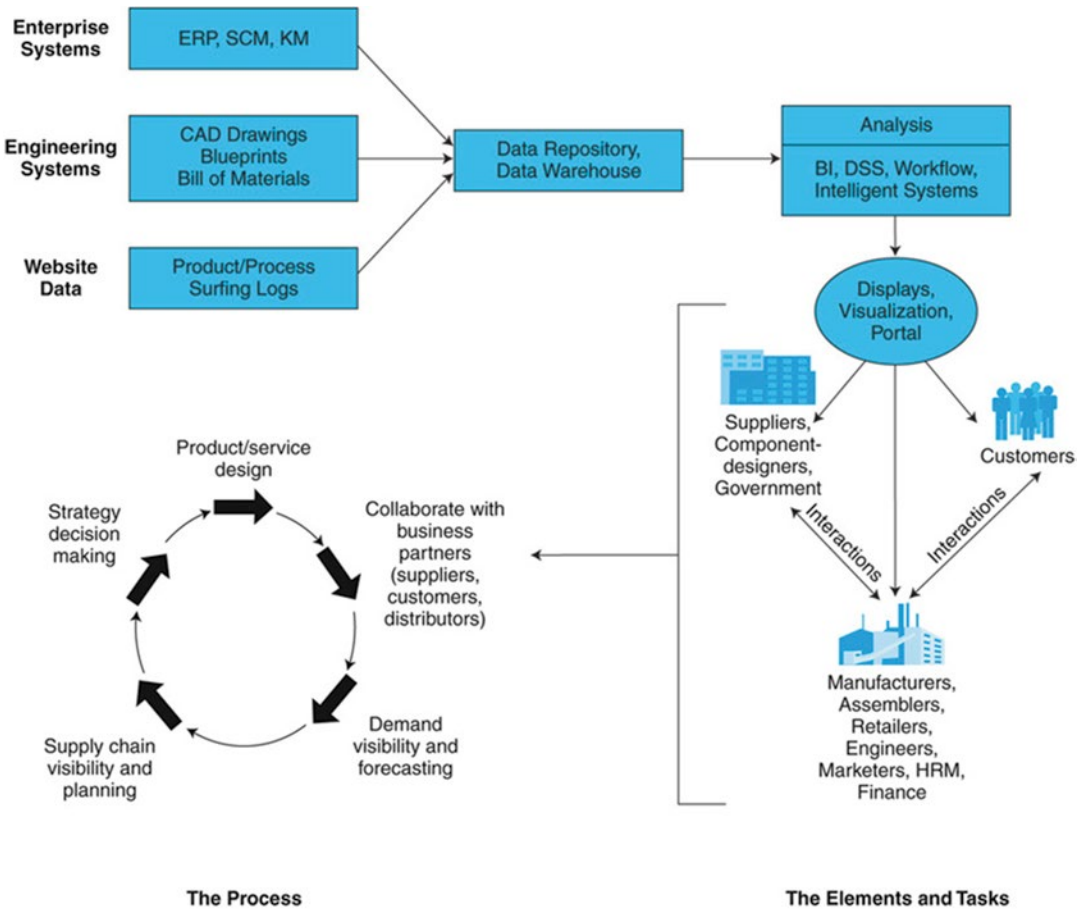 Enterprise
Systems
ERP, SCM, KM
Engineering
Systems
CAD Drawings
Blueprints
Bill of Materials
Website
Data
Product/Process
Surfing Logs
Data Repository,
Data Warehouse
Analysis
BI, DSS, Workflow,
Intelligent Systems
Displays,
Visualization,
Portal
Suppliers,
Component-
designers,
Government
Customers
Interactions
Interactions
Manufacturers,
Assemblers,
Retailers,
Engineers,
Marketers, HRM,
Finance
Product/service
design
Collaborate with
business
partners
(suppliers,
customers,
distributors)
Demand
visibility and
forecasting
Supply chain
visibility and
planning
Strategy
decision
making
The Process
The Elements and Tasks